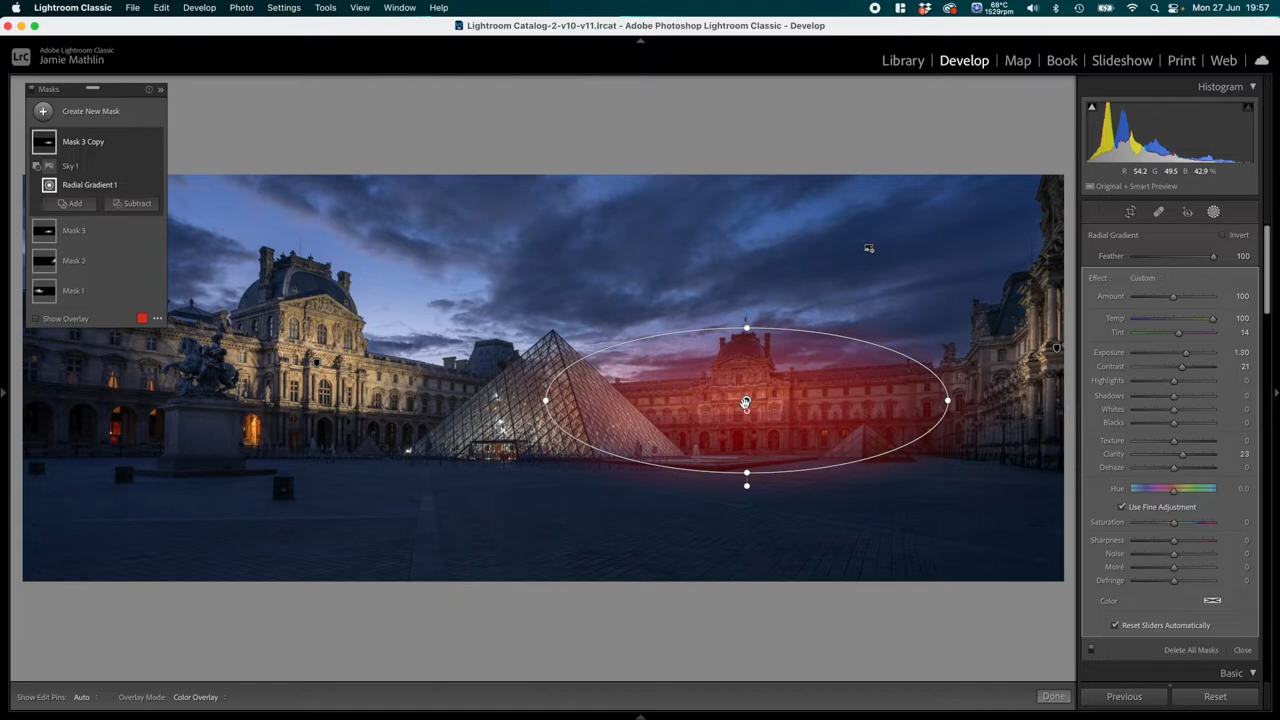 Lightroom Classic File Edit Develop Photo Settings Tools View Window Help
68°C
1529rpm
Mon 27 Jun 19:57
Lightroom Catalog-2-v10-v11.lrcat - Adobe Photoshop Lightroom Classic - Develop
LrC
Adobe Lightroom Classic
Jamie Mathlin
Library Develop Map Book Slideshow Print Web
Masks
Create New Mask
Mask 3 Copy
Sky 1
Radial Gradient 1
Add Subtract
Mask 3
Mask 2
Mask 1
Show Overlay
Histogram
R 54.2 G 49.5 B 42.9 %
Original + Smart Preview
Radial Gradient Invert
Feather 100
Effect : Custom
Amount 100
Temp 100
Tint 14
Exposure 1.30
Contrast 21
Highlights 0
Shadows 0
Whites 0
Blacks 0
Texture 0
Clarity 23
Dehaze 0
Hue 0.0
Use Fine Adjustment
Saturation 0
Sharpness 0
Noise 0
Moiré 0
Defringe 0
Color
Reset Sliders Automatically
Delete All Masks Close
Basic
Show Edit Pins: Auto Overlay Mode: Color Overlay Done
Previous Reset